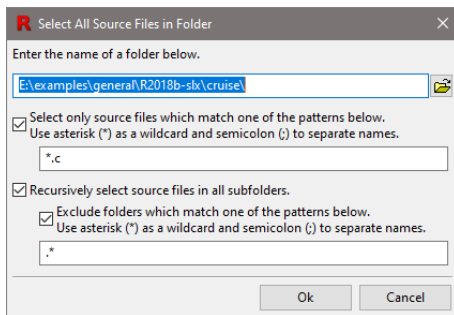 R Select All Source Files in Folder
Enter the name of a folder below.
E:\examples\general\R2018b-slx\cruise\
Select only source files which match one of the patterns below.
Use asterisk (*) as a wildcard and semicolon (;) to separate names.
*.c
Recursively select source files in all subfolders.
Exclude folders which match one of the patterns below.
Use asterisk (*) as a wildcard and semicolon (;) to separate names.
.*
Ok Cancel